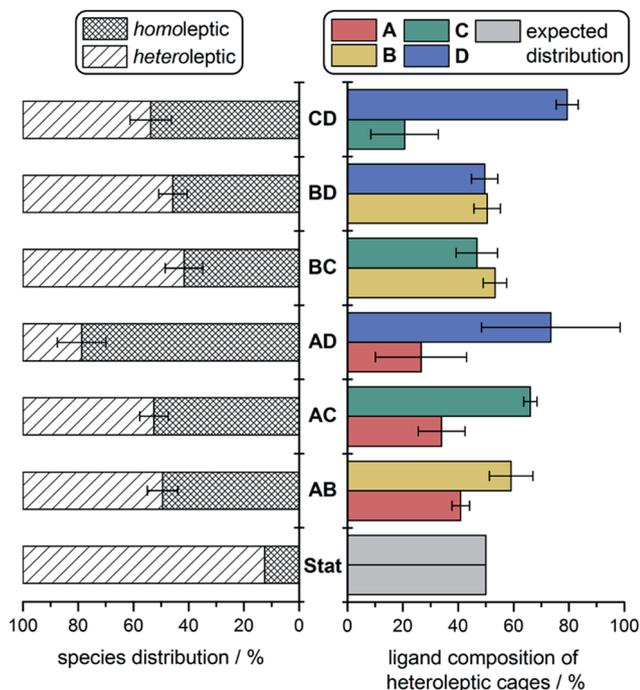 homoleptic
heteroleptic
A C expected
B D distribution
CD
BD
BC
AD
AC
AB
Stat
100 80 60 40 20 0
0 20 40 60 80 100
species distribution / %
ligand composition of
heteroleptic cages / %